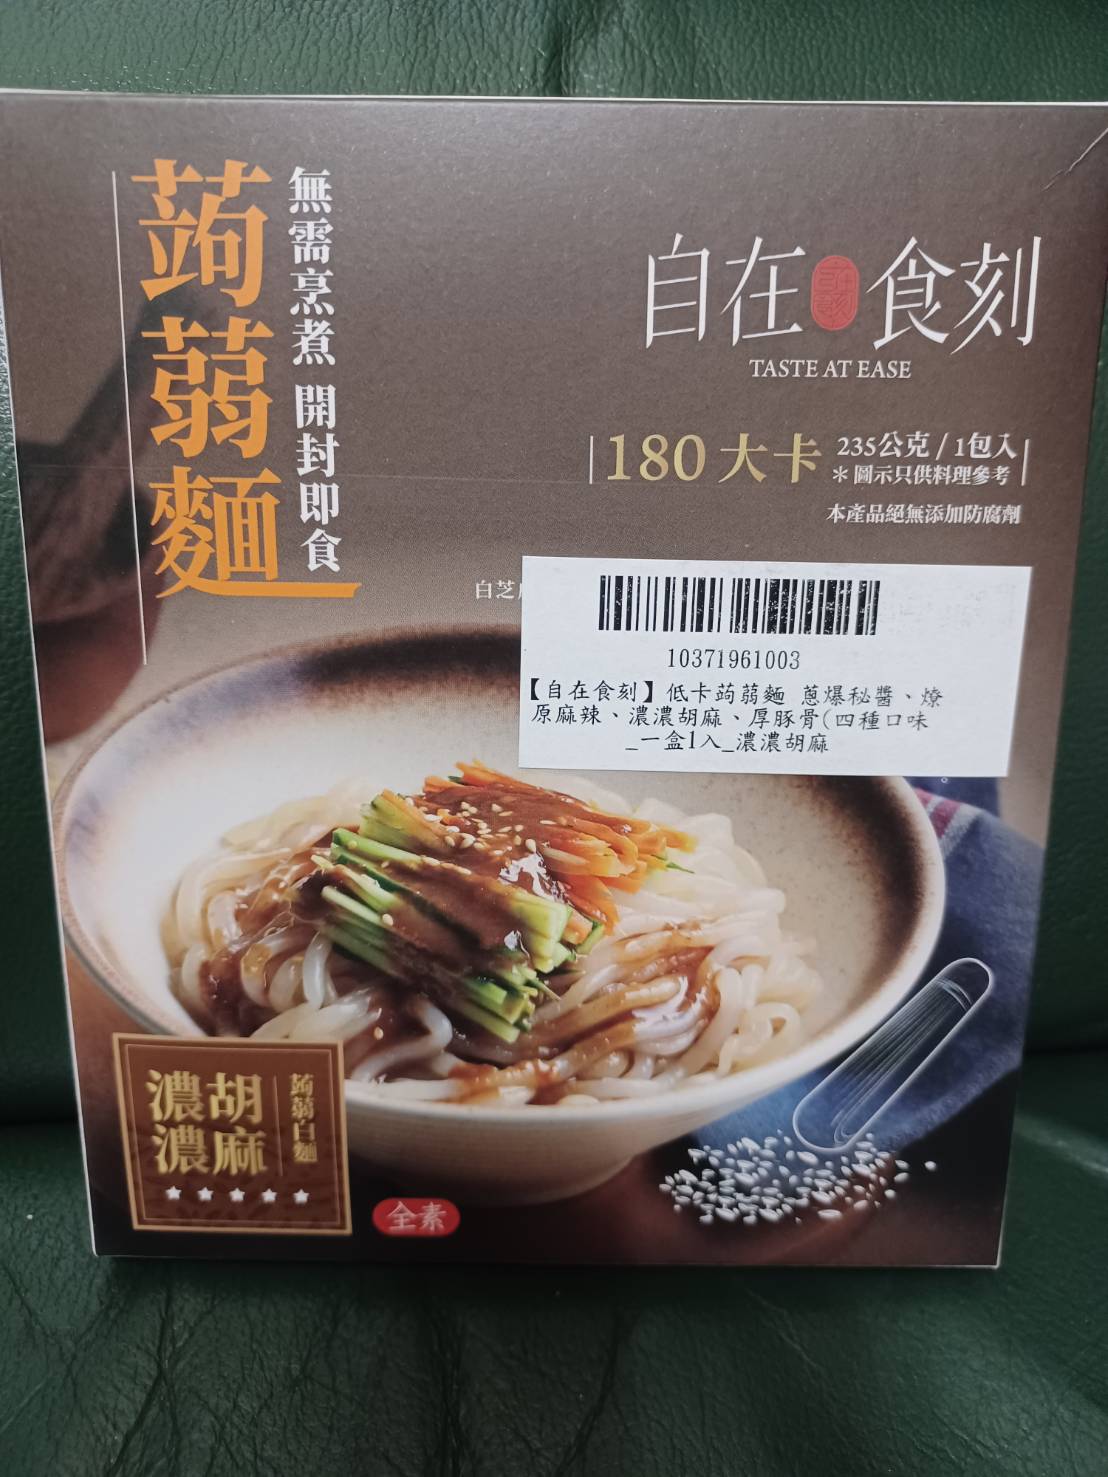 蒟蒻麵
無需烹煮 開封即食
自在食刻
TASTE AT EASE
180大卡 235公克/1包入
＊圖示只供料理參考
本產品絕無添加防腐劑
白芝
10371961003
【自在食刻】低卡蒟蒻麵 蔥爆秘醬、燎
原麻辣、濃濃胡麻、厚豚骨(四種口味
_一盒1入_濃濃胡麻
濃濃胡麻
蒟蒻白麵
全素